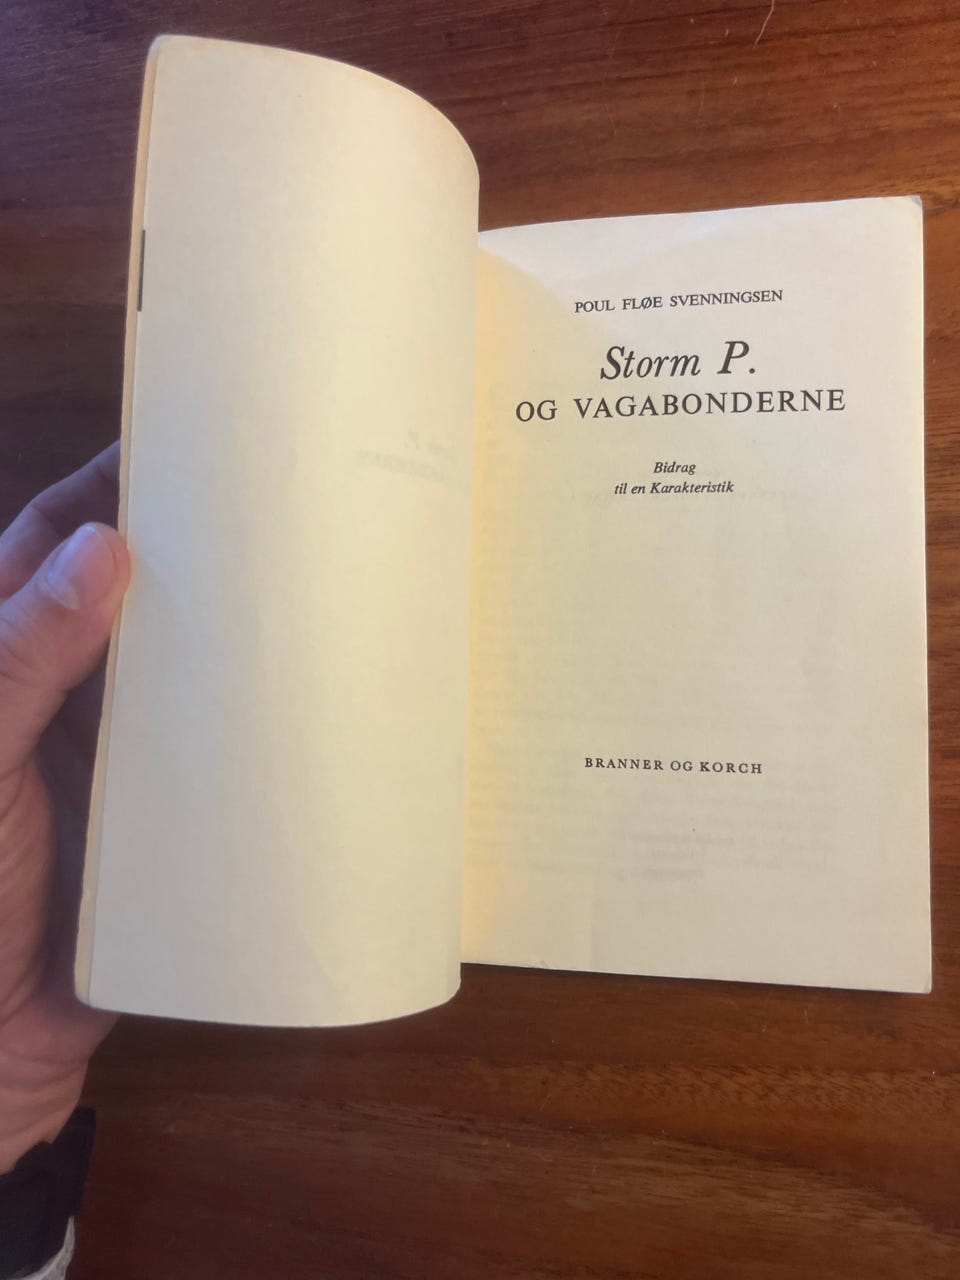 POUL FLØE SVENNINGSEN
Storm P.
OG VAGABONDERNE
Bidrag
til en Karakteristik
BRANNER OG KORCH